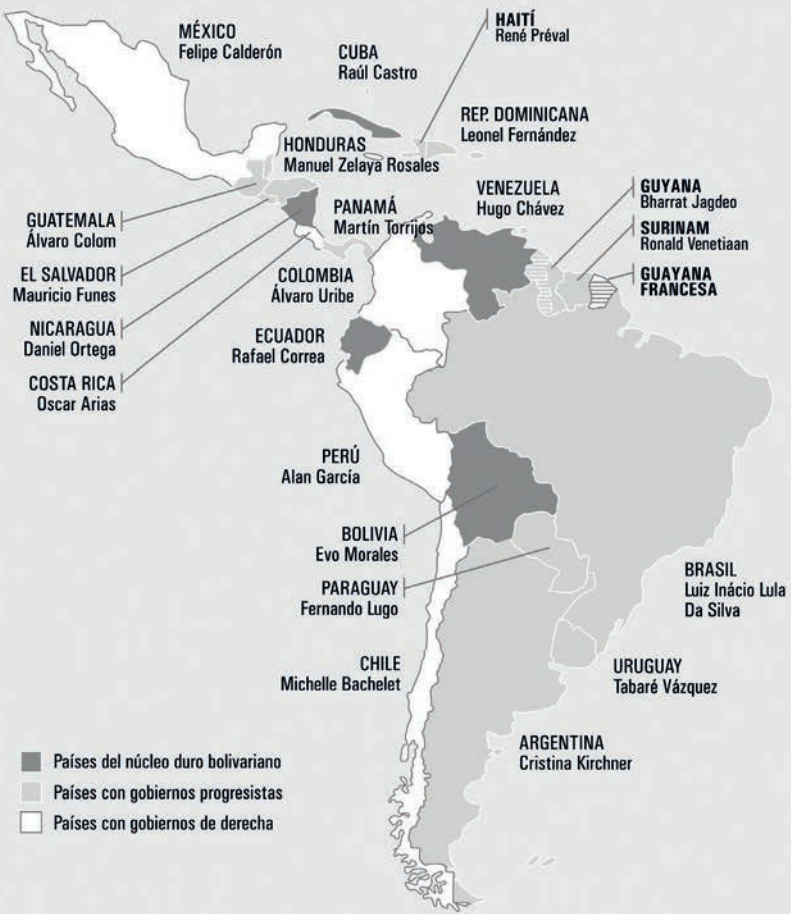 MÉXICO
Felipe Calderón
CUBA
Raúl Castro
HAITÍ
René Préval
REP. DOMINICANA
Leonel Fernández
HONDURAS
Manuel Zelaya Rosales
GUATEMALA
Álvaro Colom
EL SALVADOR
Mauricio Funes
NICARAGUA
Daniel Ortega
COSTA RICA
Oscar Arias
PANAMÁ
Martín Torrijos
VENEZUELA
Hugo Chávez
GUYANA
Bharrat Jagdeo
SURINAM
Ronald Venetiaan
GUAYANA
FRANCESA
COLOMBIA
Álvaro Uribe
ECUADOR
Rafael Correa
PERÚ
Alan García
BOLIVIA
Evo Morales
PARAGUAY
Fernando Lugo
BRASIL
Luiz Inácio Lula
Da Silva
CHILE
Michelle Bachelet
URUGUAY
Tabaré Vázquez
ARGENTINA
Cristina Kirchner
Países del núcleo duro bolivariano
Países con gobiernos progresistas
Países con gobiernos de derecha